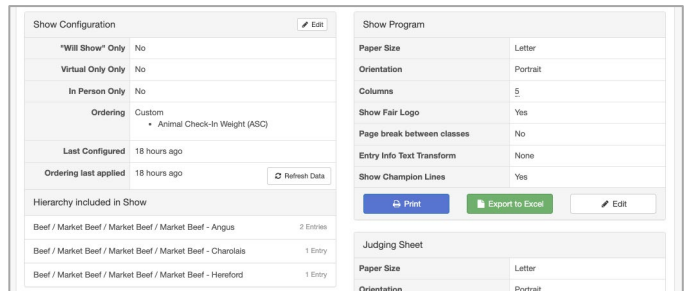 Show Configuration
Edit
"Will Show" Only No
Virtual Only Only No
In Person Only No
Ordering Custom
• Animal Check-In Weight (ASC)
Last Configured 18 hours ago
Ordering last applied 18 hours ago
Refresh Data
Hierarchy included in Show
Beef / Market Beef / Market Beef / Market Beef - Angus 2 Entries
Beef / Market Beef / Market Beef / Market Beef - Charolais 1 Entry
Beef / Market Beef / Market Beef / Market Beef - Hereford 1 Entry
Show Program
Paper Size Letter
Orientation Portrait
Columns 5
Show Fair Logo Yes
Page break between classes No
Entry Info Text Transform None
Show Champion Lines Yes
Print Export to Excel Edit
Judging Sheet
Paper Size Letter
Orientation Portrait